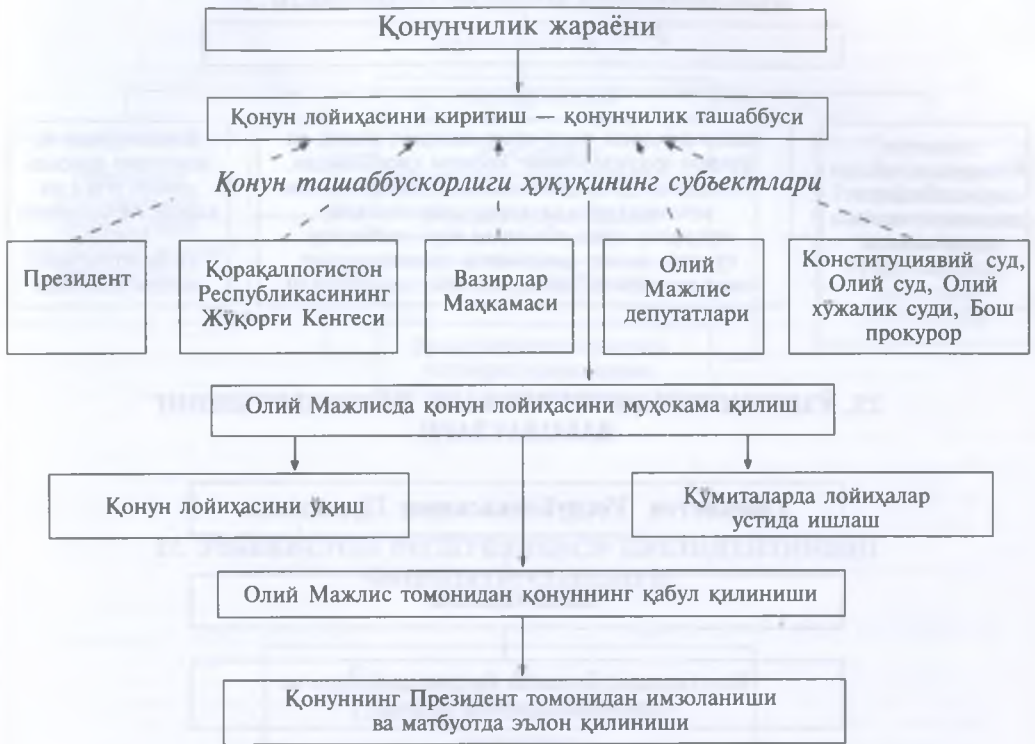 Қонунчилик жараёни
Қонун лойиҳасини киритиш — қонунчилик ташаббуси
Қонун ташаббускорлиги ҳуқуқининг субъектлари
Президент
Қорақалпоғистон
Республикасининг
Жўқорғи Кенгеси
Вазирлар
Маҳкамаси
Олий
Мажлис
депутатлари
Конституциявий суд,
Олий суд, Олий
хўжалик суди, Бош
прокурор
Олий Мажлисда қонун лойиҳасини муҳокама қилиш
Қонун лойиҳасини ўқиш
Қўмиталарда лойиҳалар
устида ишлаш
Олий Мажлис томонидан қонуннинг қабул қилиниши
Қонуннинг Президент томонидан имзоланиши
ва матбуотда эълон қилиниши